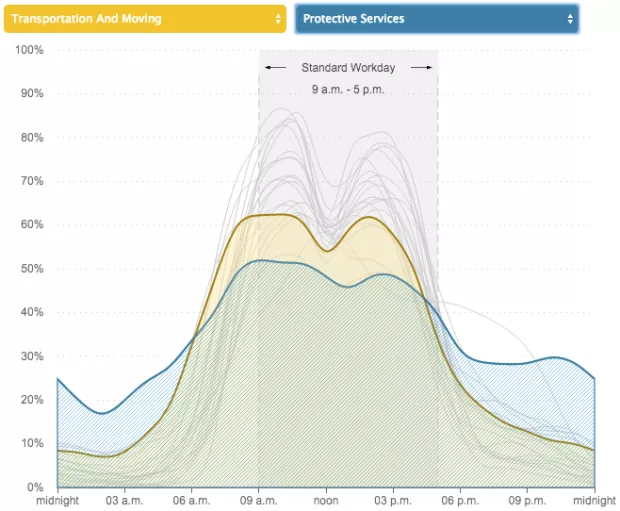 Transportation And Moving
Protective Services
100%
Standard Workday
9 a.m. - 5 p.m.
90%
80%
70%
60%
50%
40%
30%
20%
10%
0%
midnight 03 a.m. 06 a.m. 09 a.m. noon 03 p.m. 06 p.m. 09 p.m. midnight